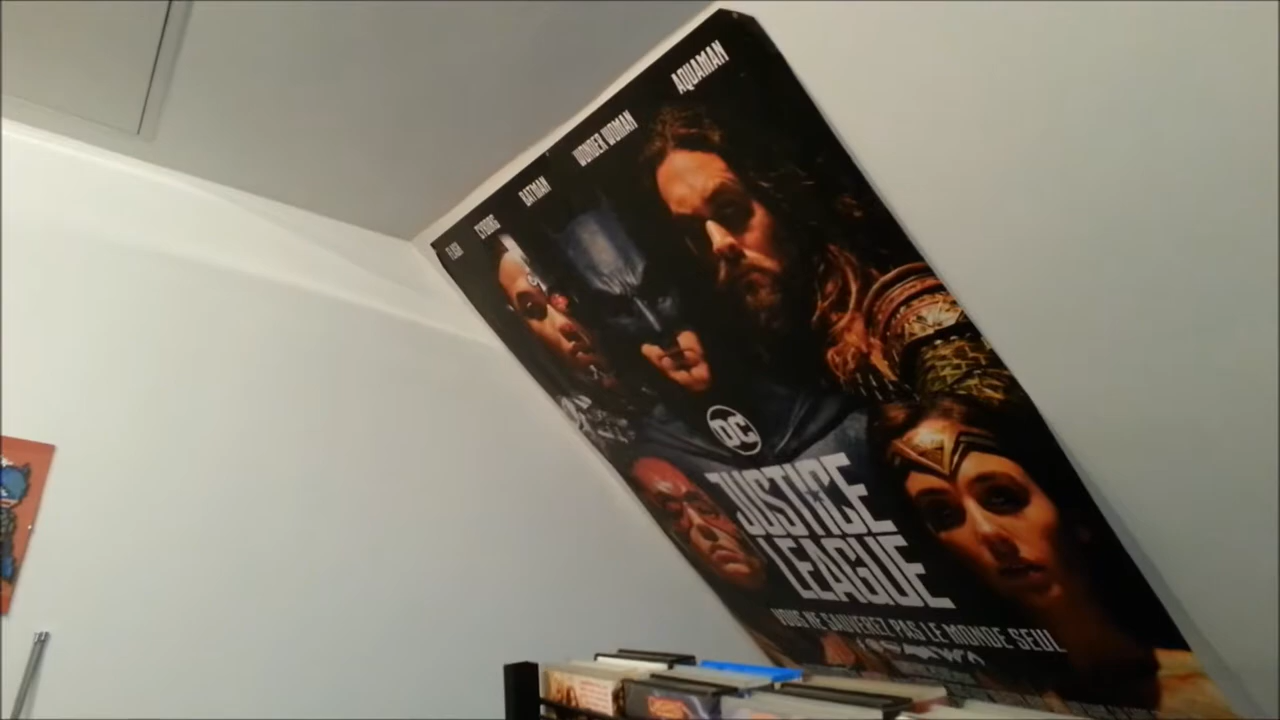 FLASH
CYBORG
BATMAN
WONDER WOMAN
AQUAMAN
DC
JUSTICE
LEAGUE
VOUS NE SAUVEREZ PAS LE MONDE SEUL